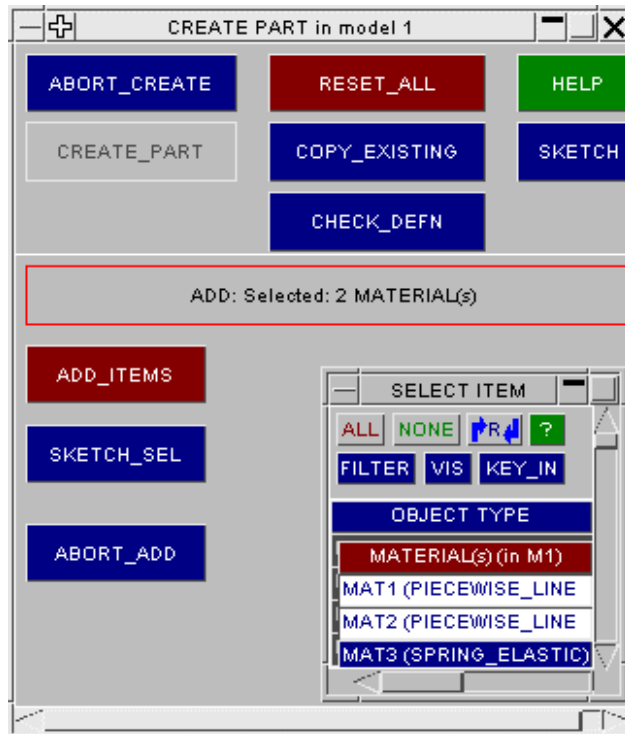 CREATE PART in model 1
ABORT_CREATE RESET_ALL HELP
CREATE_PART COPY_EXISTING SKETCH
CHECK_DEFN
ADD: Selected: 2 MATERIAL(s)
ADD_ITEMS
SKETCH_SEL
ABORT_ADD
SELECT ITEM
ALL NONE R ?
FILTER VIS KEY_IN
OBJECT TYPE
MATERIAL(s) (in M1)
MAT1 (PIECEWISE_LINE
MAT2 (PIECEWISE_LINE
MAT3 (SPRING_ELASTIC)